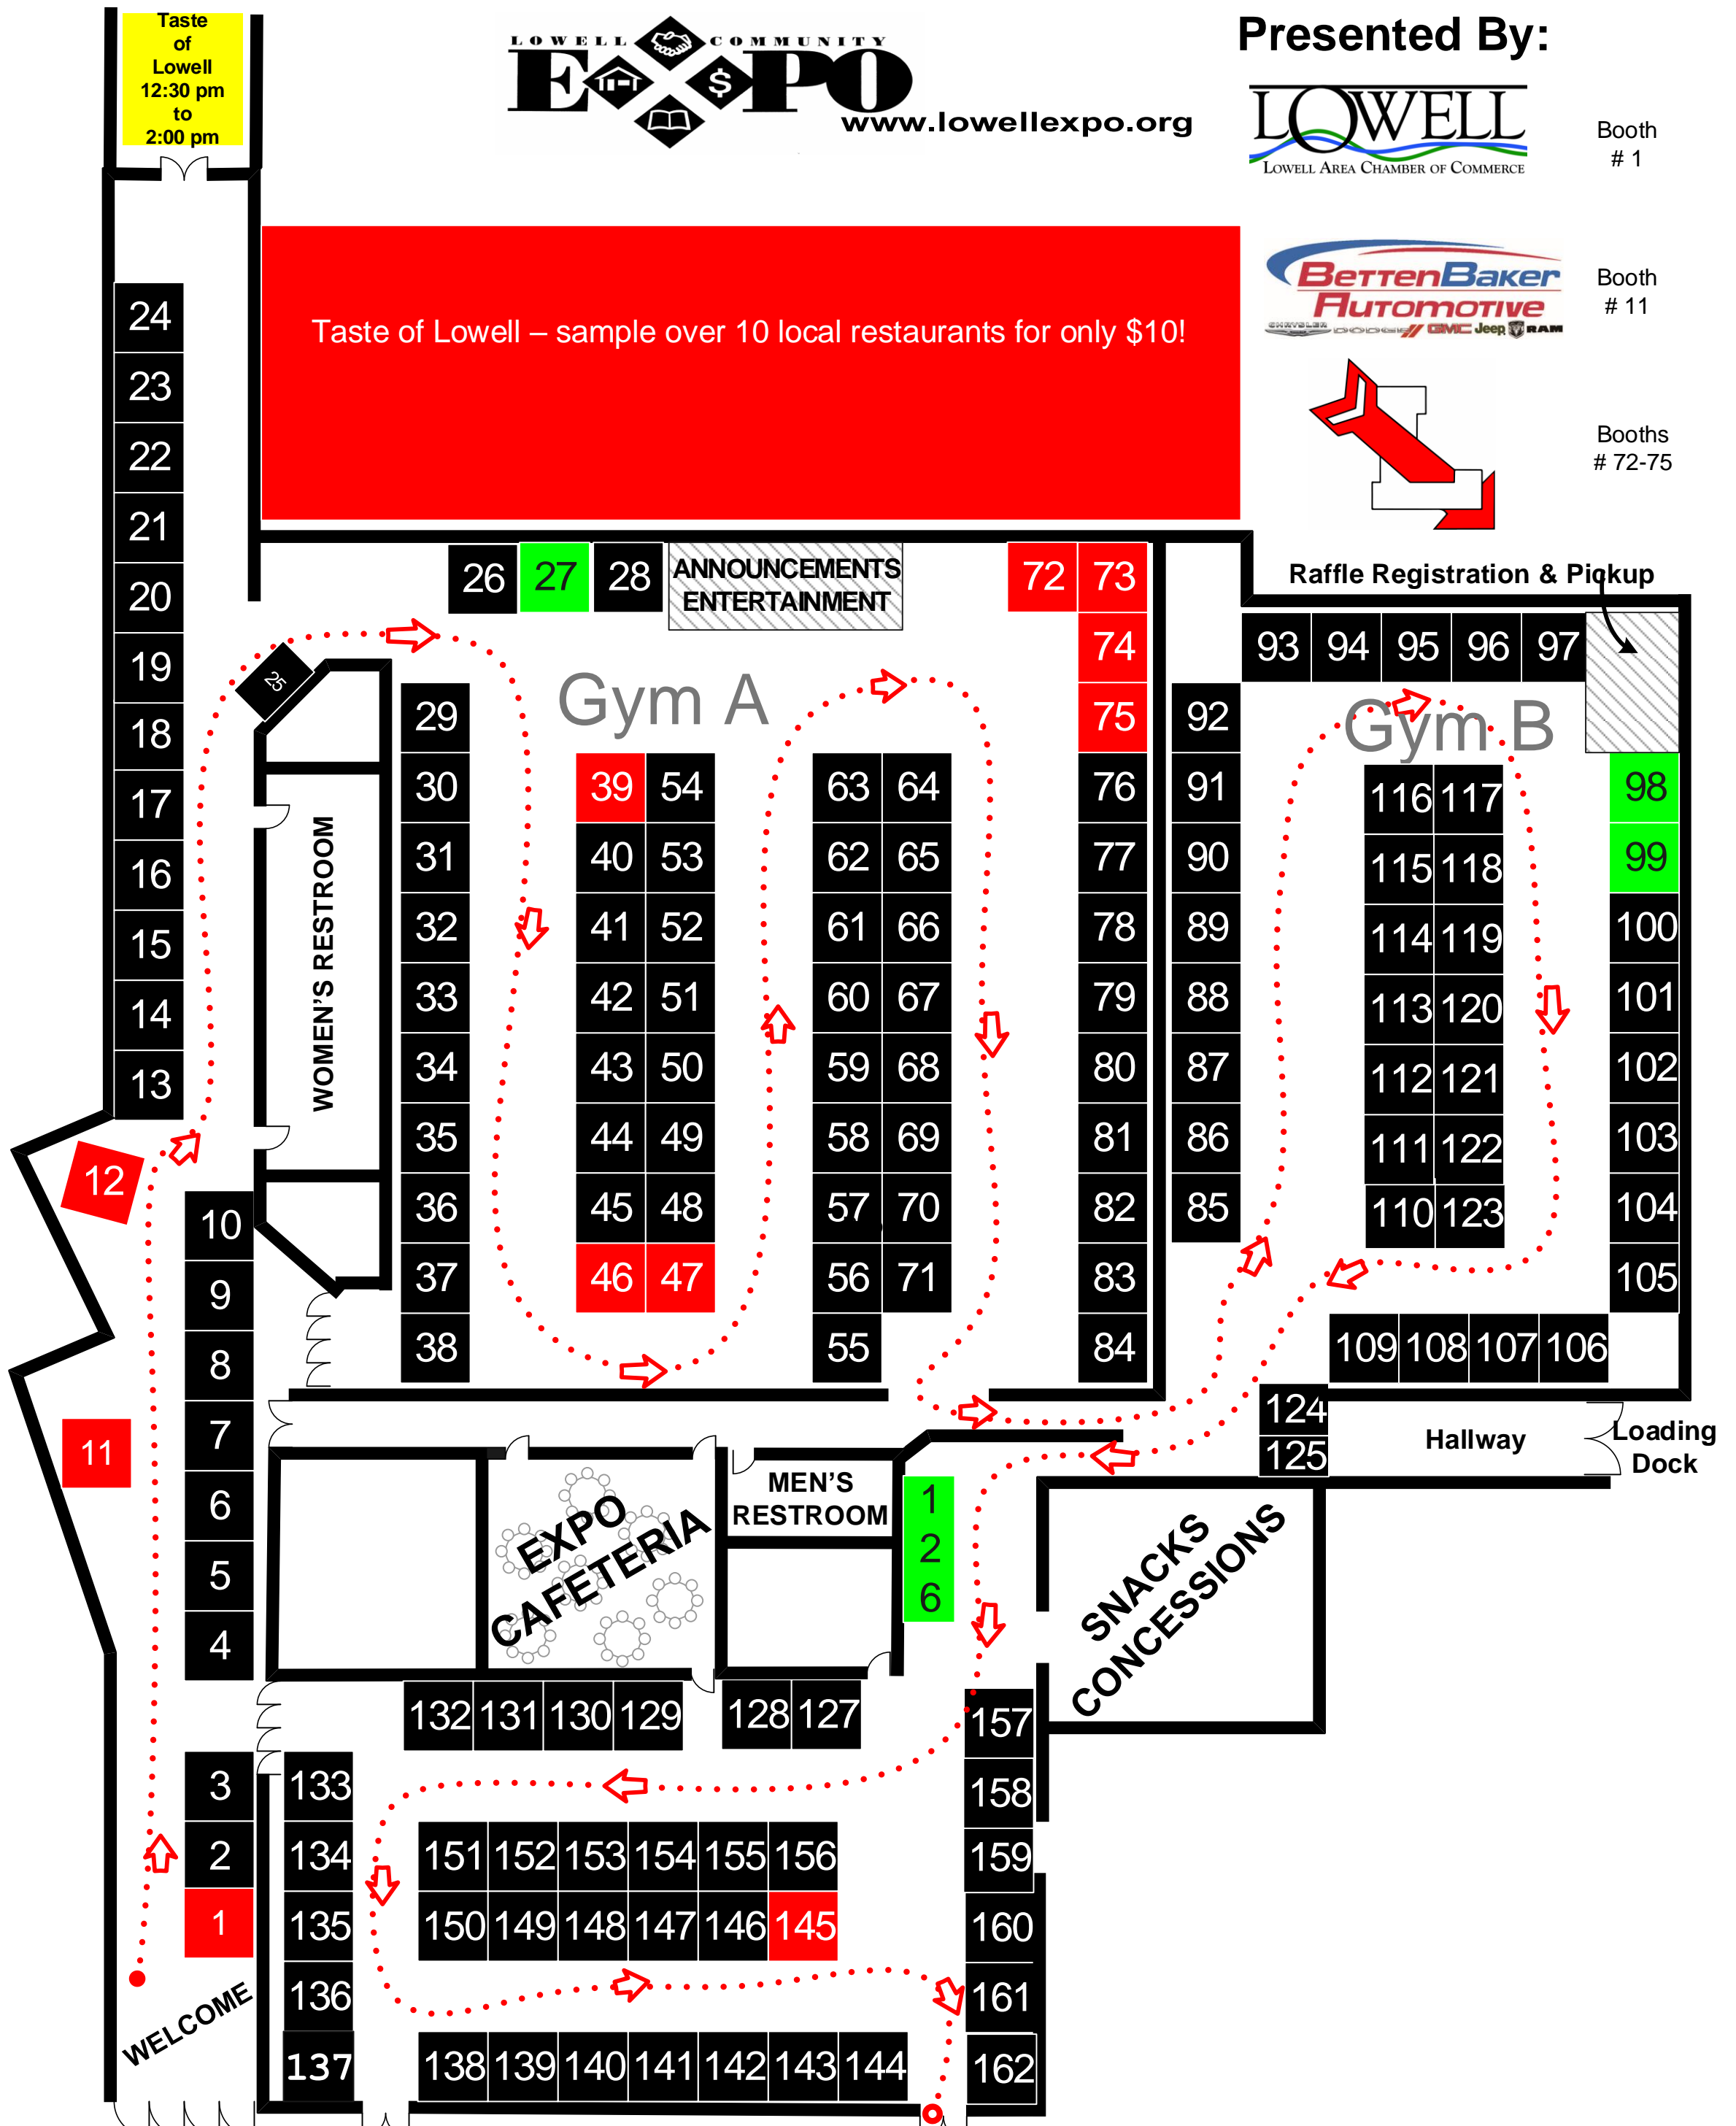 Taste
of
Lowell
12:30 pm
to
2:00 pm
LOWELL COMMUNITY
EXPO
www.lowellexpo.org
Presented By:
LOWELL
LOWELL AREA CHAMBER OF COMMERCE
Booth
# 1
BETTENBAKER
AUTOMOTIVE
CHRYSLER DODGE GMC Jeep RAM
Booth
# 11
Booths
# 72-75
Taste of Lowell – sample over 10 local restaurants for only $10!
24
23
22
21
20
19
18
17
16
15
14
13
12
11
10
9
8
7
6
5
4
3
2
1
WELCOME
25
WOMEN'S RESTROOM
26 27 28
ANNOUNCEMENTS
ENTERTAINMENT
72 73
74
75
Gym A
29
30
31
32
33
34
35
36
37
38
39 54
40 53
41 52
42 51
43 50
44 49
45 48
46 47
63 64
62 65
61 66
60 67
59 68
58 69
57 70
56 71
55
76
77
78
79
80
81
82
83
84
Raffle Registration & Pickup
93 94 95 96 97
Gym B
92
91
90
89
88
87
86
85
116 117
115 118
114 119
113 120
112 121
111 122
110 123
98
99
100
101
102
103
104
105
109 108 107 106
124
125
Hallway
Loading
Dock
EXPO
CAFETERIA
MEN'S
RESTROOM
1
2
6
SNACKS
CONCESSIONS
132 131 130 129
128 127
133
134
135
136
137
151 152 153 154 155 156
150 149 148 147 146 145
138 139 140 141 142 143 144
157
158
159
160
161
162